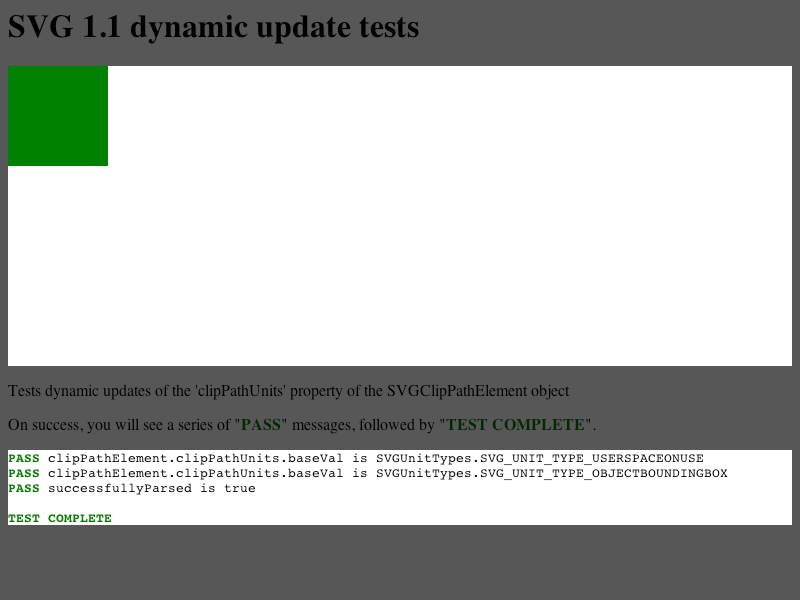 SVG 1.1 dynamic update tests
Tests dynamic updates of the 'clipPathUnits' property of the SVGClipPathElement object
On success, you will see a series of "PASS" messages, followed by "TEST COMPLETE".
PASS clipPathElement.clipPathUnits.baseVal is SVGUnitTypes.SVG_UNIT_TYPE_USERSPACEONUSE
PASS clipPathElement.clipPathUnits.baseVal is SVGUnitTypes.SVG_UNIT_TYPE_OBJECTBOUNDINGBOX
PASS successfullyParsed is true
TEST COMPLETE